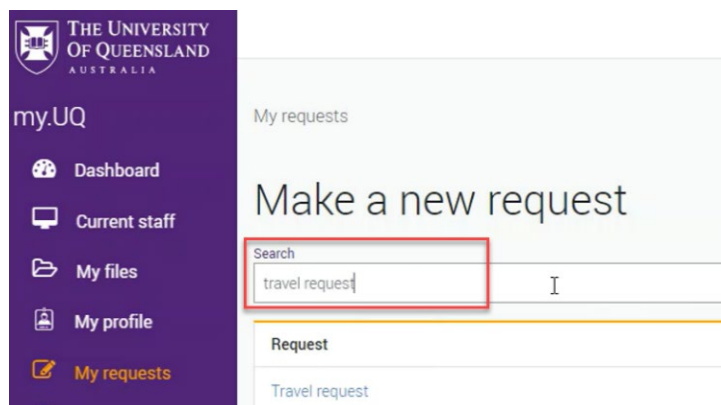 THE UNIVERSITY
OF QUEENSLAND
AUSTRALIA
my.UQ
Dashboard
Current staff
My files
My profile
My requests
My requests
Make a new request
Search
travel request
Request
Travel request